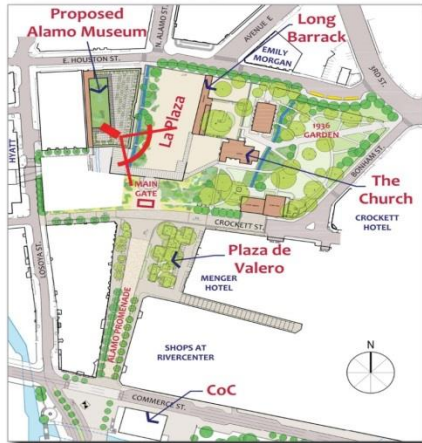 Proposed
Alamo Museum
N. ALAMO ST.
AVENUE E
Long
Barrack
E. HOUSTON ST.
EMILY
MORGAN
3RD ST.
La Plaza
1936
GARDEN
BONHAM ST.
HYATT
MAIN
GATE
The
Church
CROCKETT
HOTEL
CROCKETT ST.
LOSOYA ST.
Plaza de
Valero
MENGER
HOTEL
ALAMO PROMENADE
SHOPS AT
RIVERCENTER
N
CoC
COMMERCE ST.